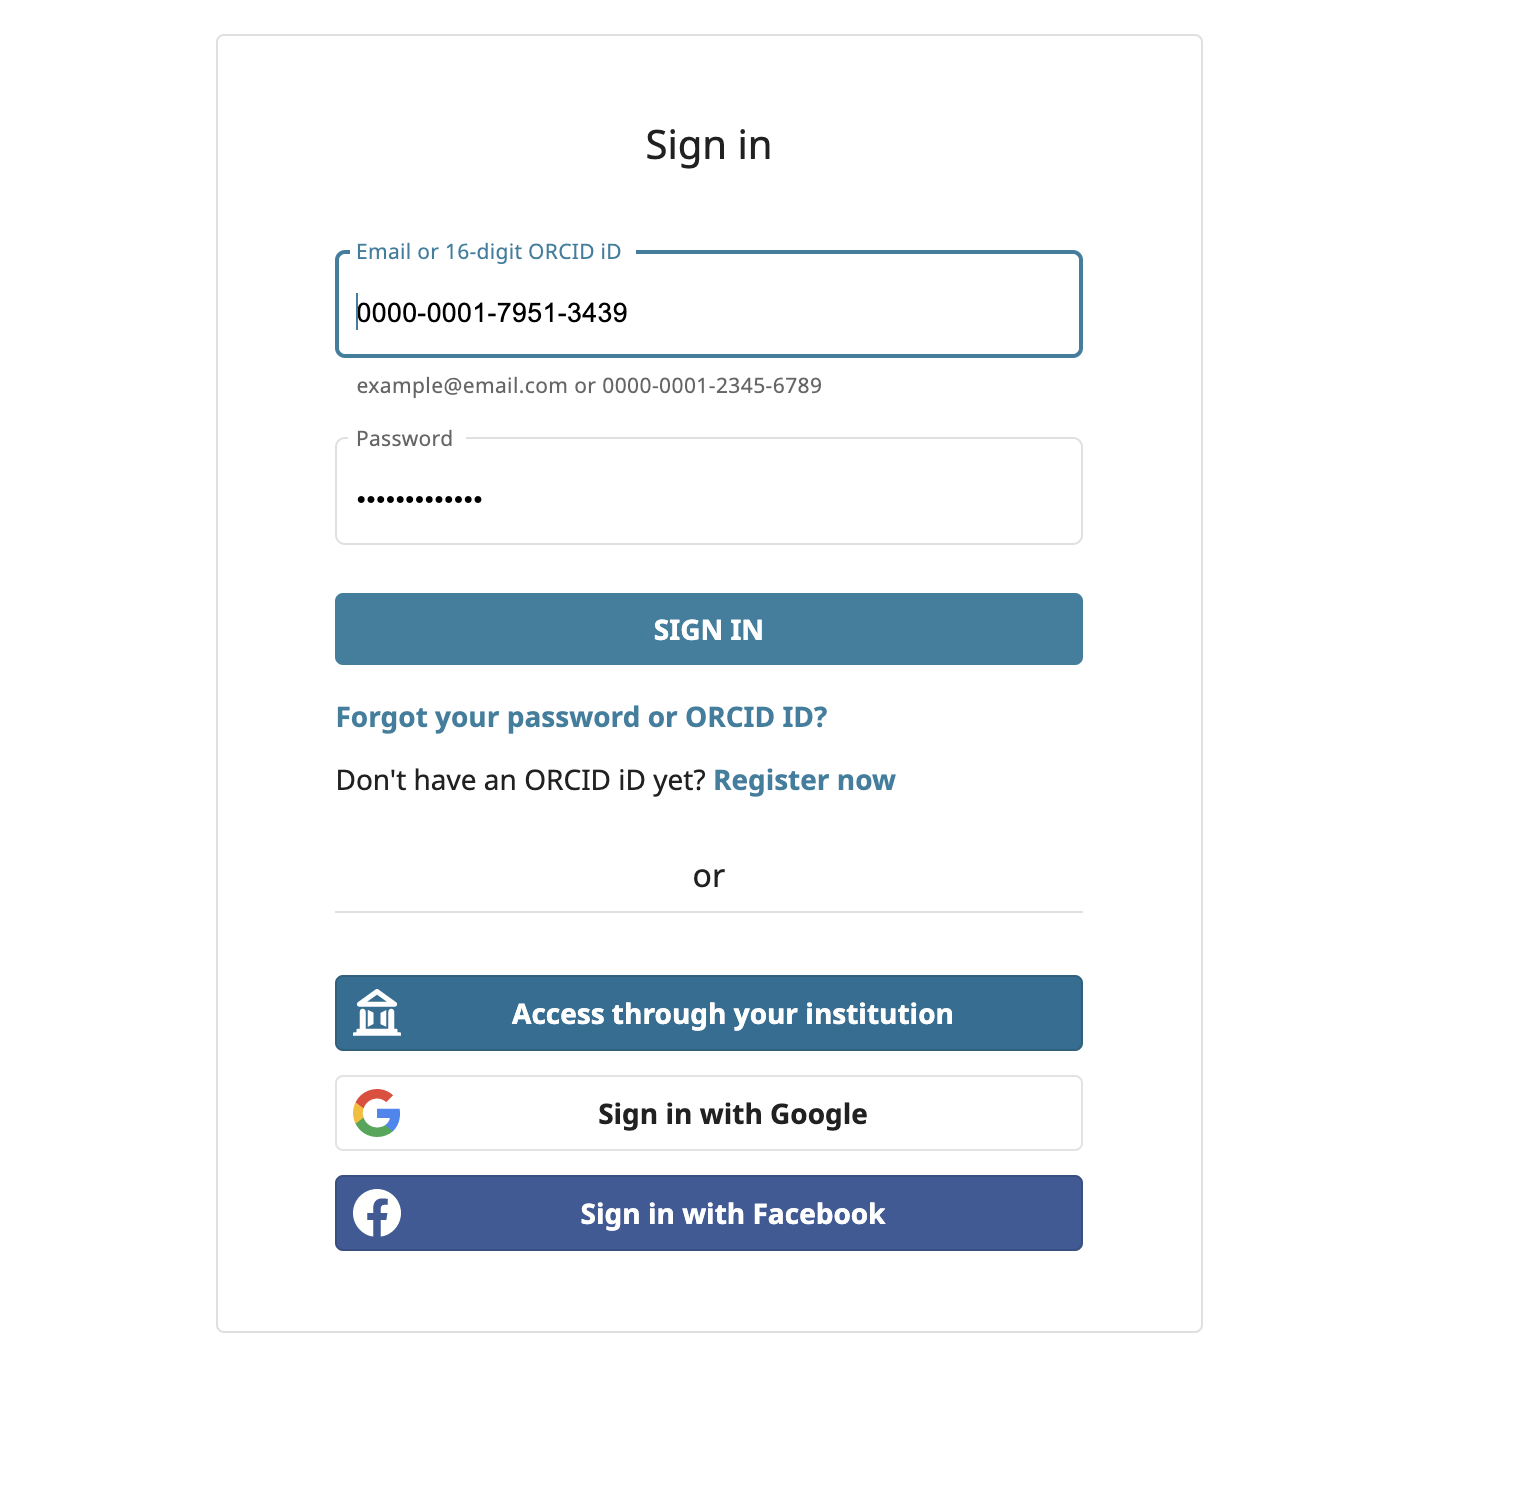 Sign in
Email or 16-digit ORCID iD
0000-0001-7951-3439
example@email.com or 0000-0001-2345-6789
Password
•••••••••••••
SIGN IN
Forgot your password or ORCID ID?
Don't have an ORCID iD yet? Register now
or
Access through your institution
Sign in with Google
Sign in with Facebook